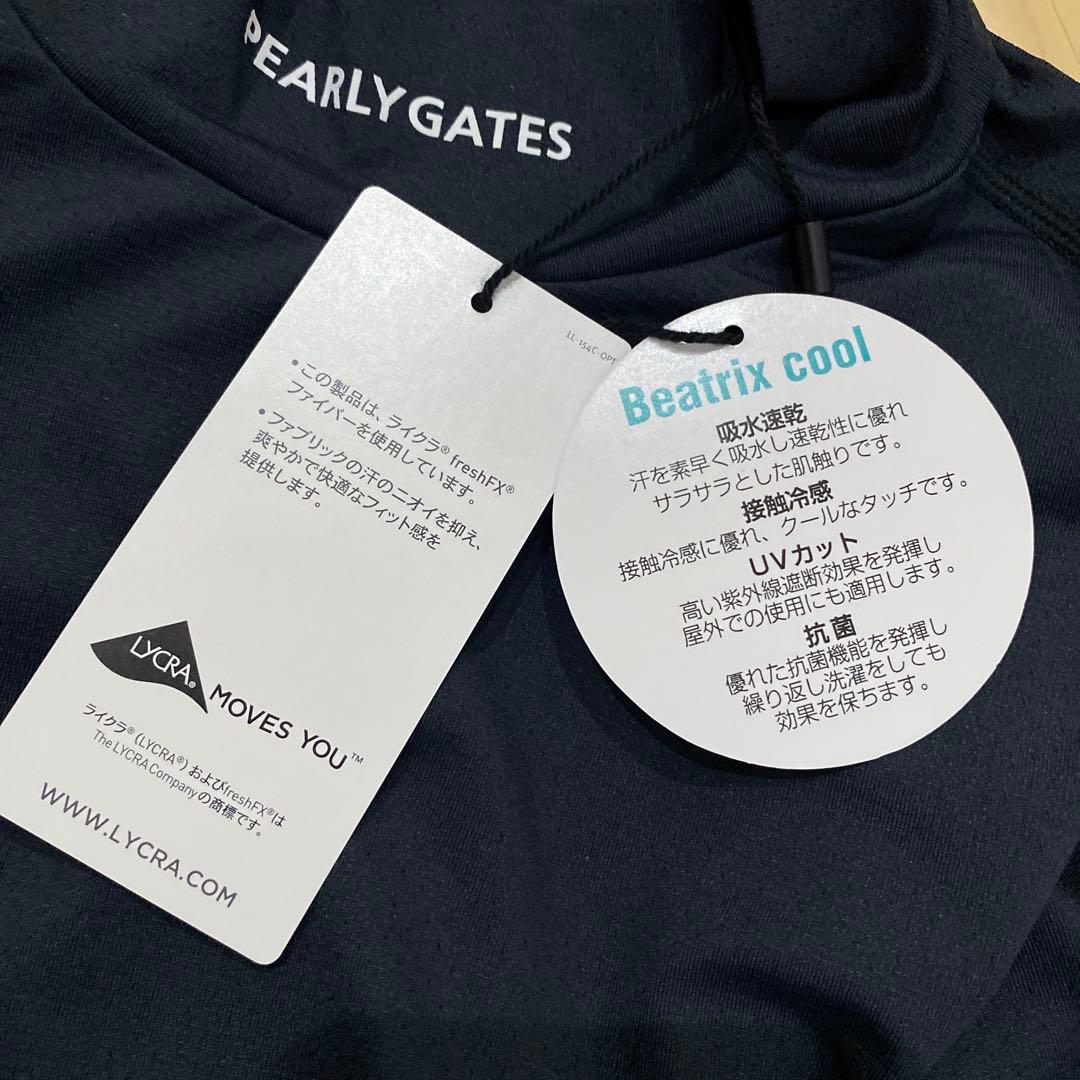 PEARLY GATES
LL-154C-OPT
• この製品は、ライクラ® freshFX®
ファイバーを使用しています。
• ファブリックの汗のニオイを抑え、
爽やかで快適なフィット感を
提供します。
LYCRA®
MOVES YOU™
ライクラ® (LYCRA®) およびfreshFX®は
The LYCRA Companyの商標です。
WWW.LYCRA.COM
Beatrix cool
吸水速乾
汗を素早く吸水し速乾性に優れ
サラサラとした肌触りです。
接触冷感
接触冷感に優れ、クールなタッチです。
UVカット
高い紫外線遮断効果を発揮し
屋外での使用にも適用します。
抗菌
優れた抗菌機能を発揮し
繰り返し洗濯をしても
効果を保ちます。